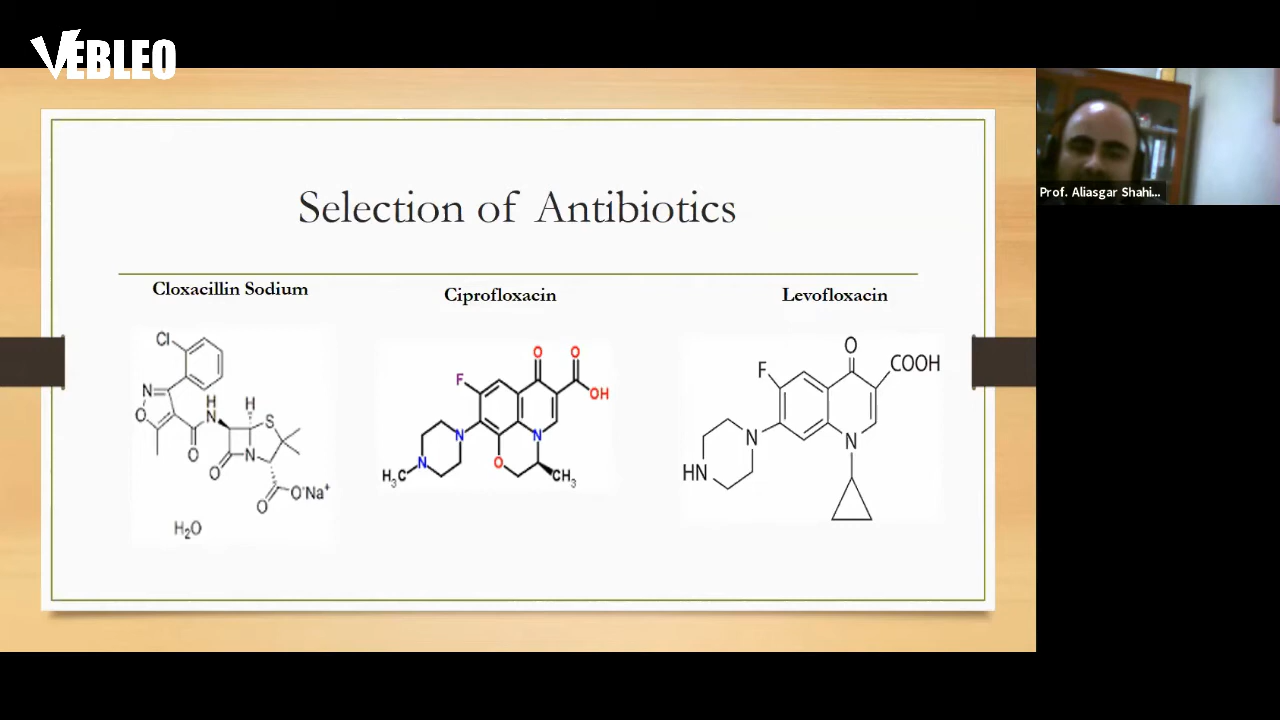 VEBLEO
Prof. Aliasgar Shahi...
Selection of Antibiotics
Cloxacillin Sodium
Ciprofloxacin
Levofloxacin
Cl
N
O
H
N
H
S
O
O
N
O⁻Na⁺
O
H₂O
O
O
F
OH
N
N
N
O
H₃C
CH₃
O
F
COOH
N
N
HN